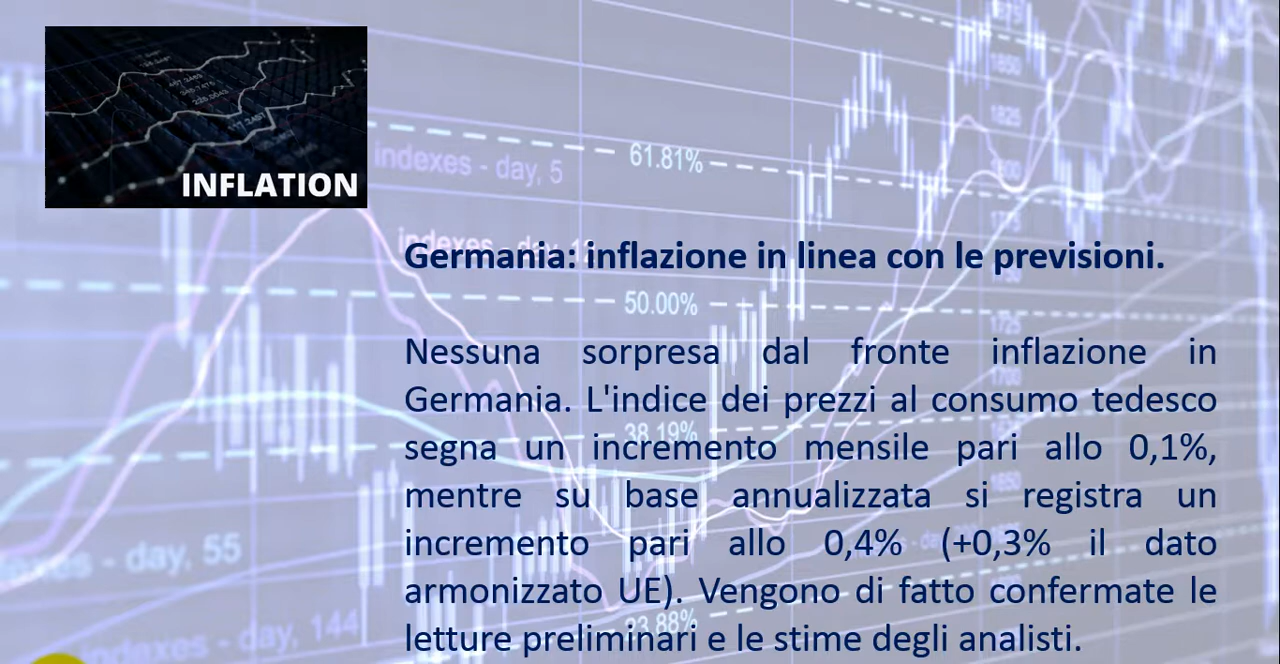 INFLATION
indexes - day, 5
61.81%
Germania: inflazione in linea con le previsioni.
50.00%
Nessuna sorpresa dal fronte inflazione in
Germania. L'indice dei prezzi al consumo tedesco
38.19%
segna un incremento mensile pari allo 0,1%,
mentre su base annualizzata si registra un
incremento pari allo 0,4% (+0,3% il dato
armonizzato UE). Vengono di fatto confermate le
letture preliminari e le stime degli analisti.
23.88%
indexes - day, 55
indexes - day, 144
1850
1825
1725